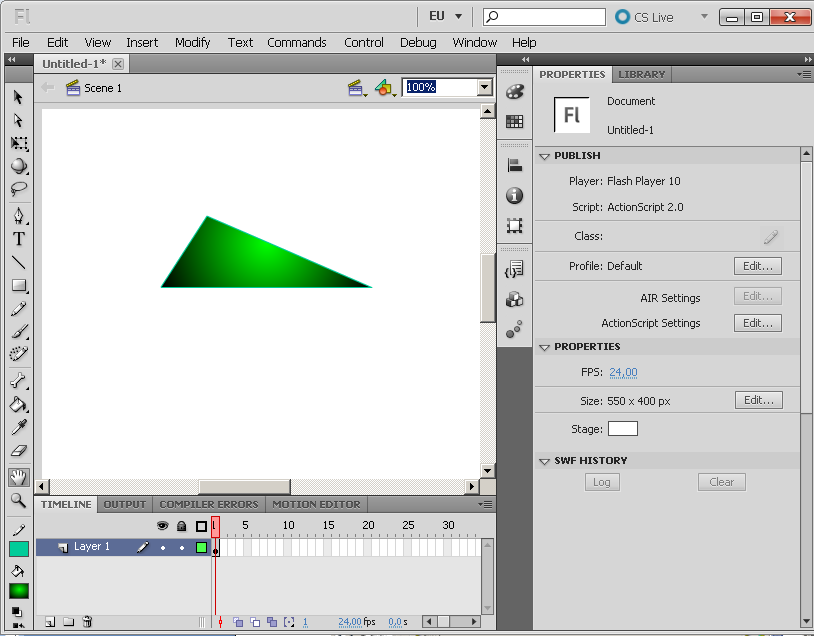 Fl EU CS Live
File Edit View Insert Modify Text Commands Control Debug Window Help
Untitled-1*
Scene 1
100%
T
PROPERTIES LIBRARY
Fl
Document
Untitled-1
PUBLISH
Player: Flash Player 10
Script: ActionScript 2.0
Class:
Profile: Default Edit...
AIR Settings Edit...
ActionScript Settings Edit...
PROPERTIES
FPS: 24,00
Size: 550 x 400 px Edit...
Stage:
SWF HISTORY
Log Clear
TIMELINE OUTPUT COMPILER ERRORS MOTION EDITOR
1 5 10 15 20 25 30
Layer 1
1 24,00 fps 0,0 s